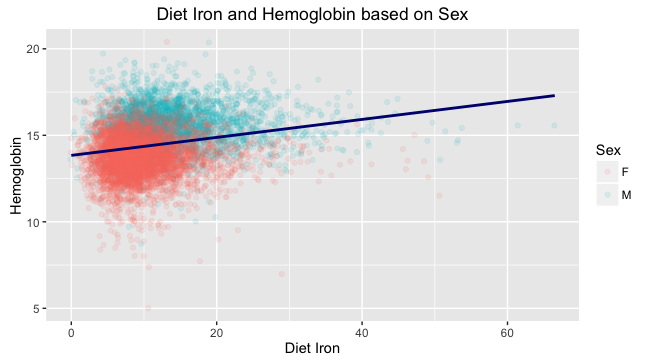 Diet Iron and Hemoglobin based on Sex
Hemoglobin
20
15
10
5
0
20
40
60
Diet Iron
Sex
F
M